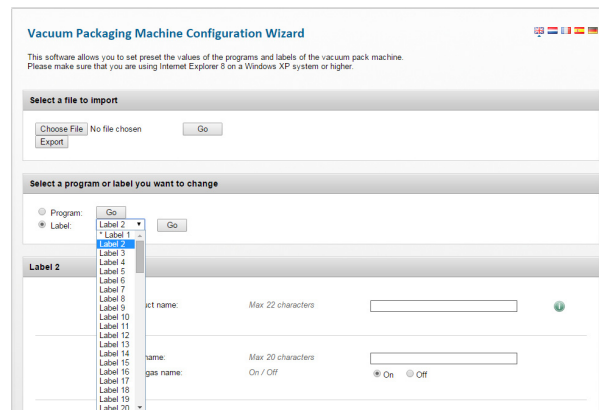 Vacuum Packaging Machine Configuration Wizard
This software allows you to set preset the values of the programs and labels of the vacuum pack machine.
Please make sure that you are using Internet Explorer 8 on a Windows XP system or higher.
Select a file to import
Choose File No file chosen Go
Export
Select a program or label you want to change
Program: Go
Label: Label 2 Go
* Label 1
Label 2
Label 3
Label 4
Label 5
Label 6
Label 7
Label 8
Label 9
Label 10
Label 11
Label 12
Label 13
Label 14
Label 15
Label 16
Label 17
Label 18
Label 19
Label 20
Label 2
uct name: Max 22 characters
name: Max 20 characters
gas name: On / Off On Off